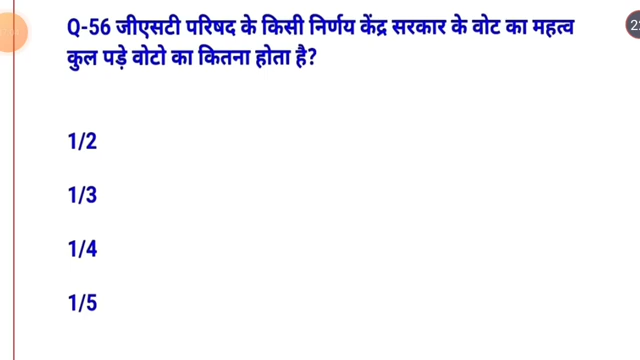 Q-56 जीएसटी परिषद के किसी निर्णय केंद्र सरकार के वोट का महत्व
कुल पड़े वोटो का कितना होता है?
1/2
1/3
1/4
1/5